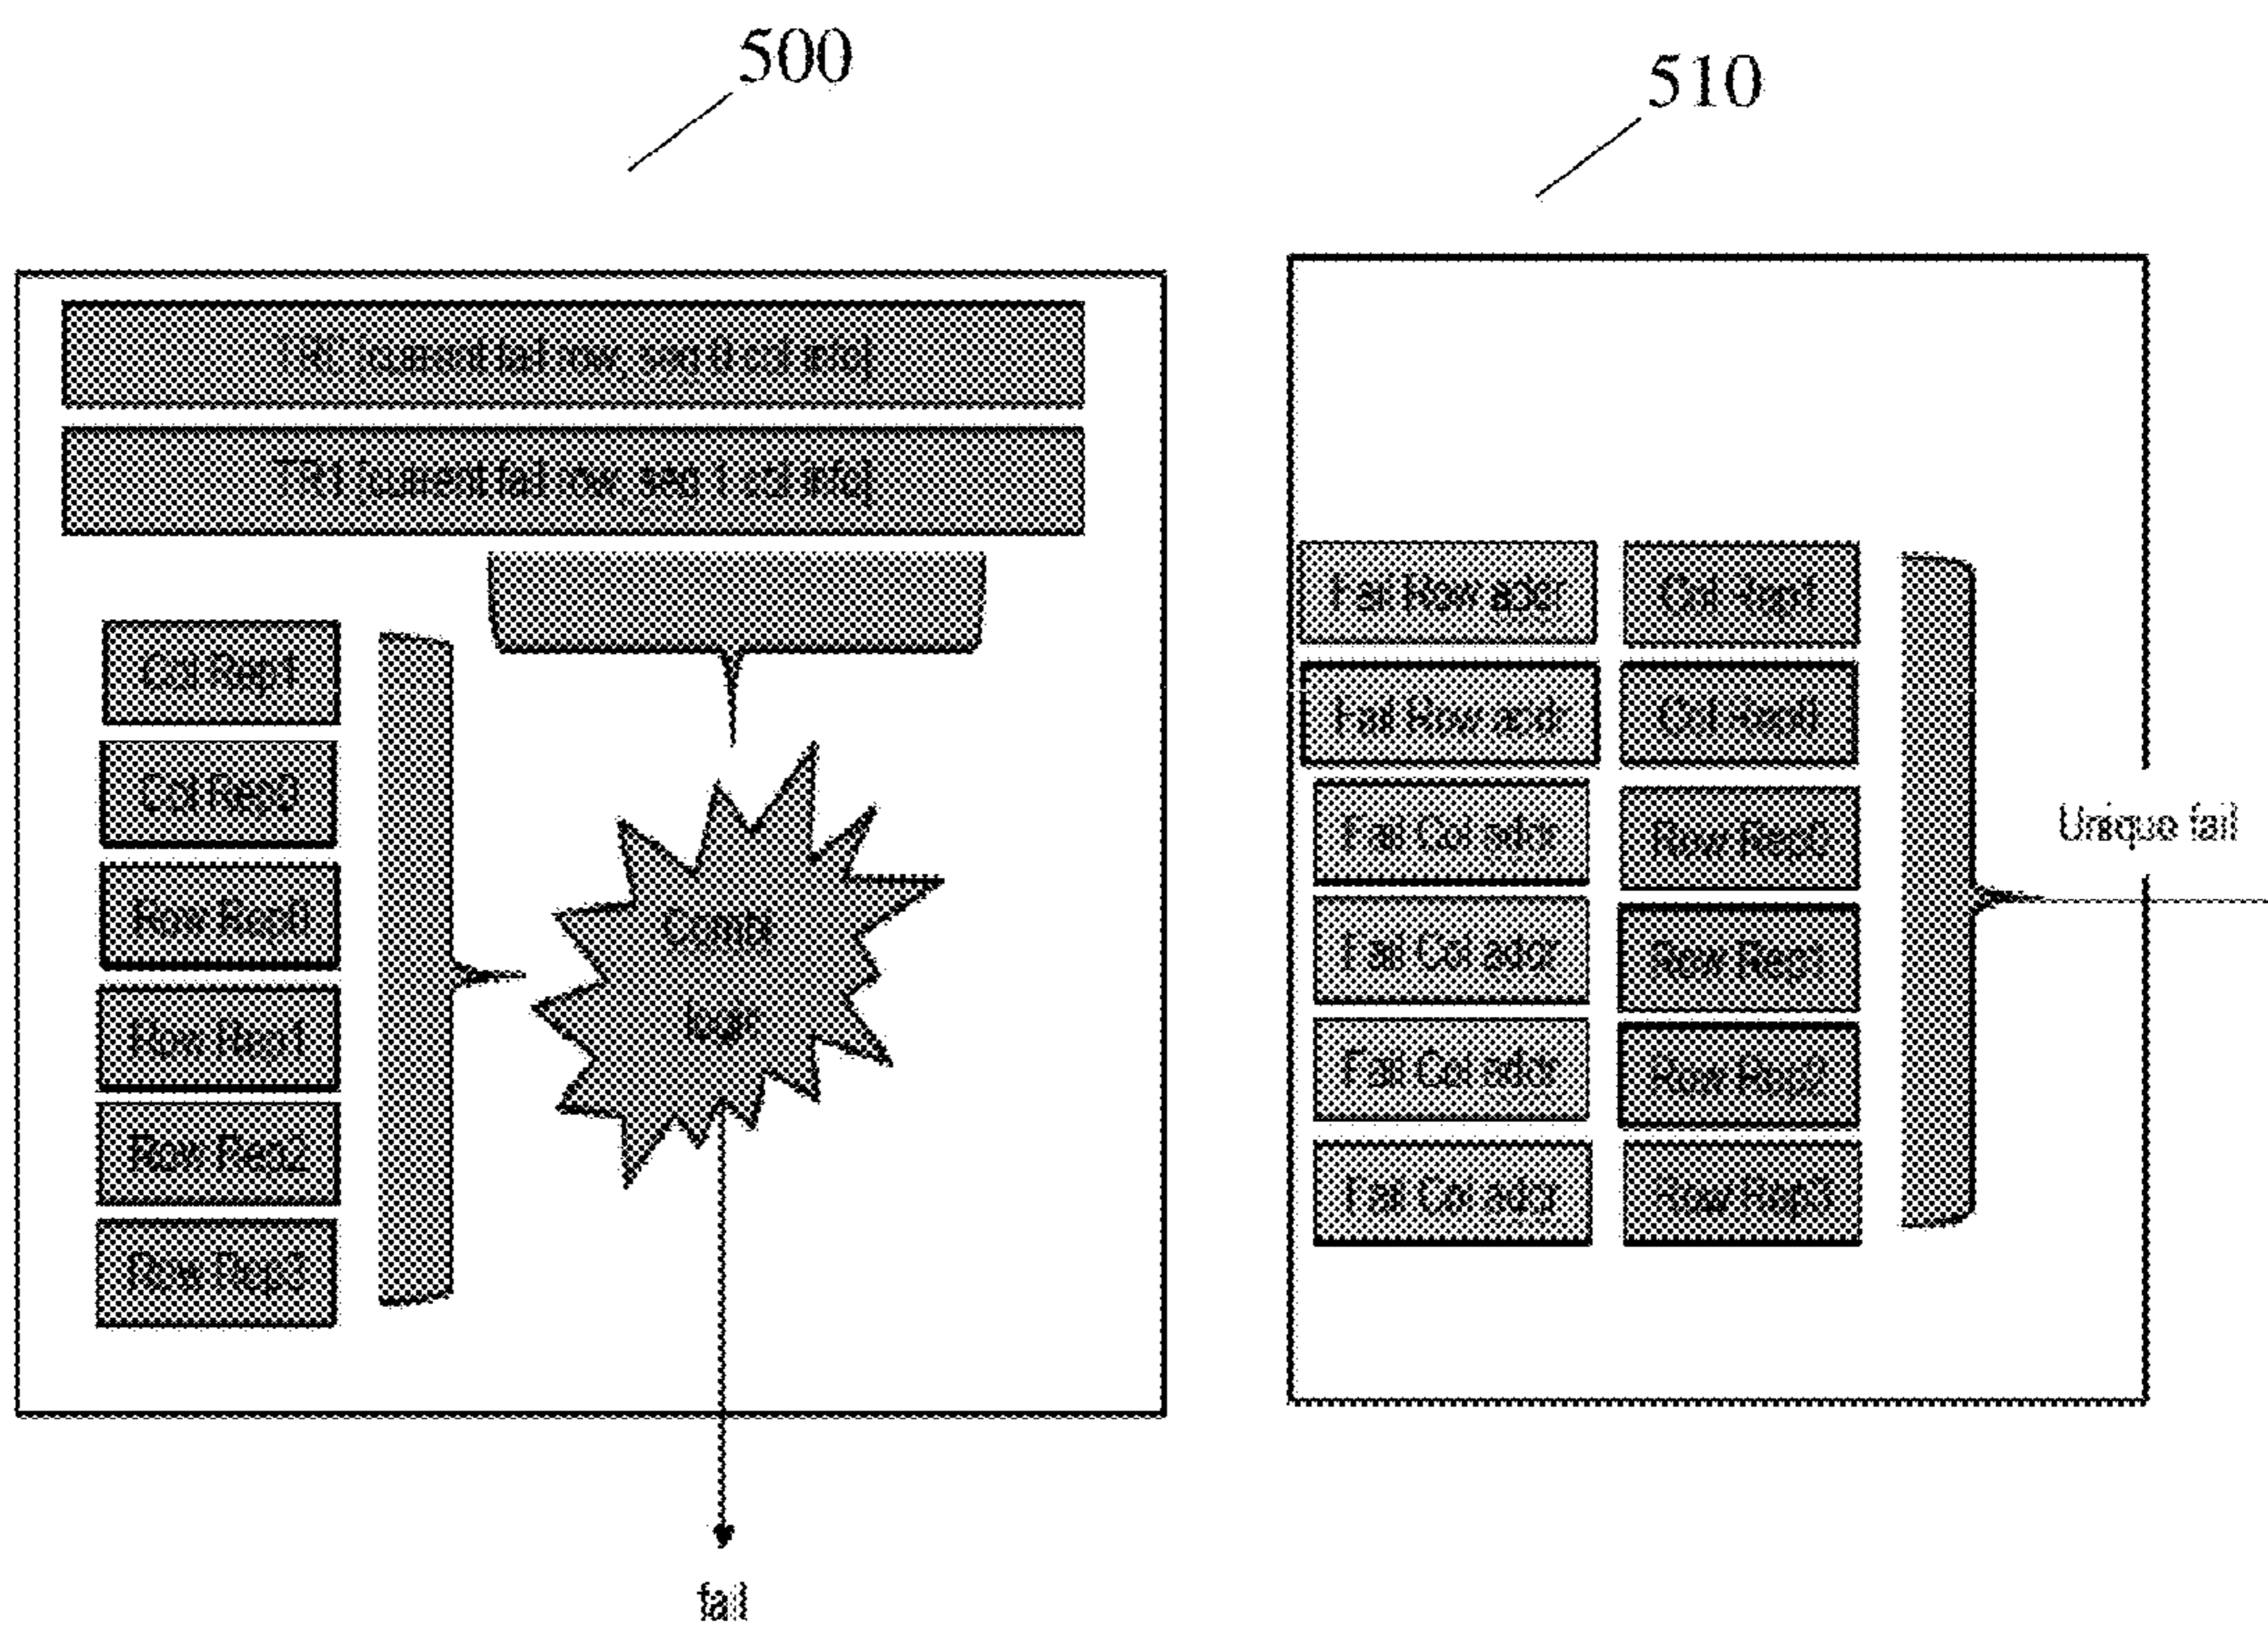 500
510
[current fail row, seg 0 col info]
TR1 [current fail row, seg 1 col info]
Col Rep1
Col Rep0
Row Rep0
Row Rep1
Row Rep2
Row Rep3
Combi
logic
fail
Fail Row addr
Col Rep1
Fail Row addr
Col Rep0
Fail Col addr
Row Rep0
Fail Col addr
Row Rep1
Fail Col addr
Row Rep2
Fail Col addr
Row Rep3
Unique fail